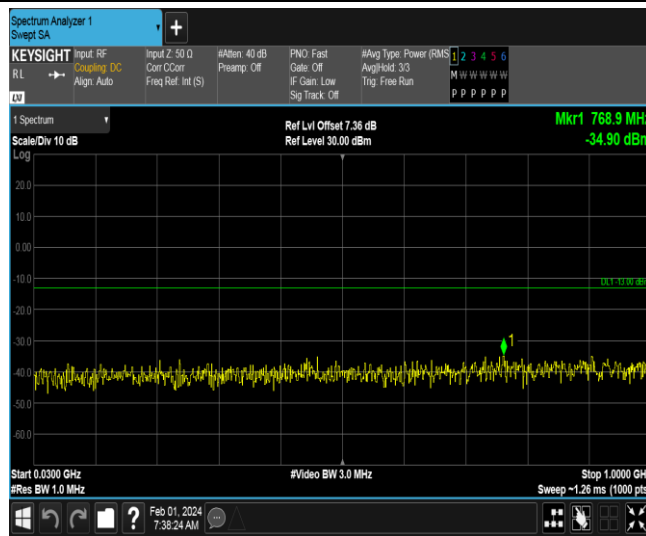 Spectrum Analyzer 1
Swept SA
+
KEYSIGHT
RL
LXI
Input: RF
Coupling: DC
Align: Auto
Input Z: 50 Ω
Corr CCorr
Freq Ref: Int (S)
#Atten: 40 dB
Preamp: Off
PNO: Fast
Gate: Off
IF Gain: Low
Sig Track: Off
#Avg Type: Power (RMS
Avg|Hold: 3/3
Trig: Free Run
1 2 3 4 5 6
M W W W W W
P P P P P P
1 Spectrum
Scale/Div 10 dB
Log
Ref Lvl Offset 7.36 dB
Ref Level 30.00 dBm
Mkr1 768.9 MH
-34.90 dBn
20.0
10.0
0.00
-10.0
DL1 -13.00 dBr
-20.0
-30.0
1
-40.0
-50.0
-60.0
Start 0.0300 GHz
#Video BW 3.0 MHz
Stop 1.0000 GH
#Res BW 1.0 MHz
Sweep ~1.26 ms (1000 pts
?
Feb 01, 2024
7:38:24 AM